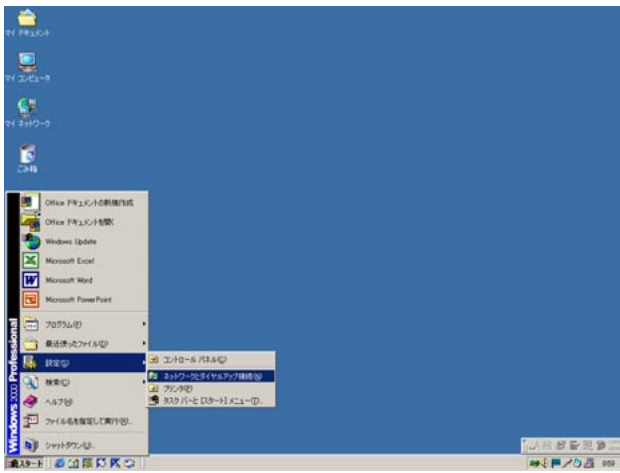 マイ ドキュメント
マイ コンピュータ
マイ ネットワーク
ごみ箱
Office ドキュメントの新規作成
Office ドキュメントを開く
Windows Update
Microsoft Excel
Microsoft Word
Microsoft PowerPoint
プログラム(P)
最近使ったファイル(D)
設定(S)
検索(C)
ヘルプ(H)
ファイル名を指定して実行(R)...
シャットダウン(U)...
Windows 2000 Professional
コントロール パネル(C)
ネットワークとダイヤルアップ接続(N)
プリンタ(P)
タスク バーと [スタート] メニュー(T)...
スタート
9:59